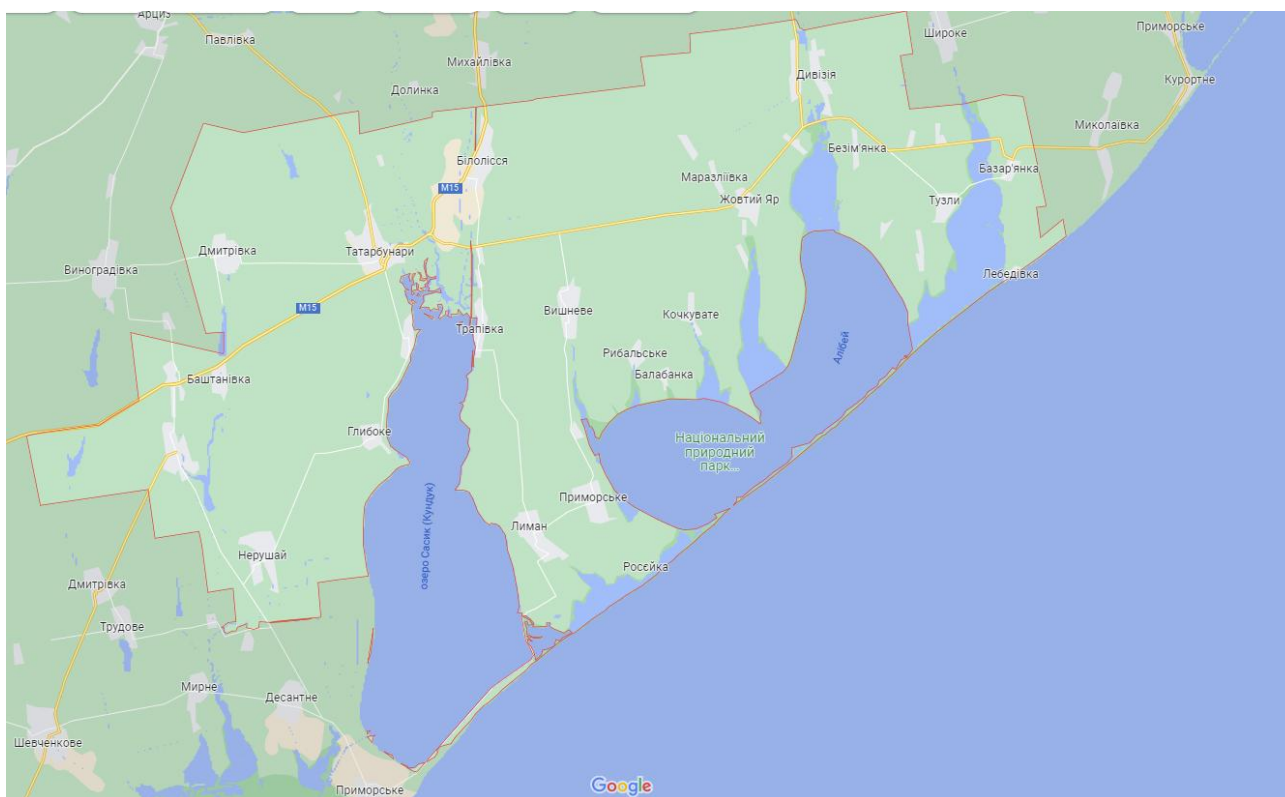 Арциз
Павлівка
Михайлівка
Долинка
Широке
Приморське
Курортне
Дивізія
Миколаївка
Безім'янка
Базар'янка
Білолісся
M15
Маразліївка
Жовтий Яр
Тузли
Дмитрівка
Татарбунари
Виноградівка
Лебедівка
M15
Вишневе
Кочкувате
Трапівка
Рибальське
Алібей
Балабанка
Баштанівка
Глибоке
Національний
природний
парк...
Приморське
Лиман
озеро Сасик (Кундук)
Нерушай
Росєйка
Дмитрівка
Трудове
Мирне
Десантне
Шевченкове
Приморське
Google